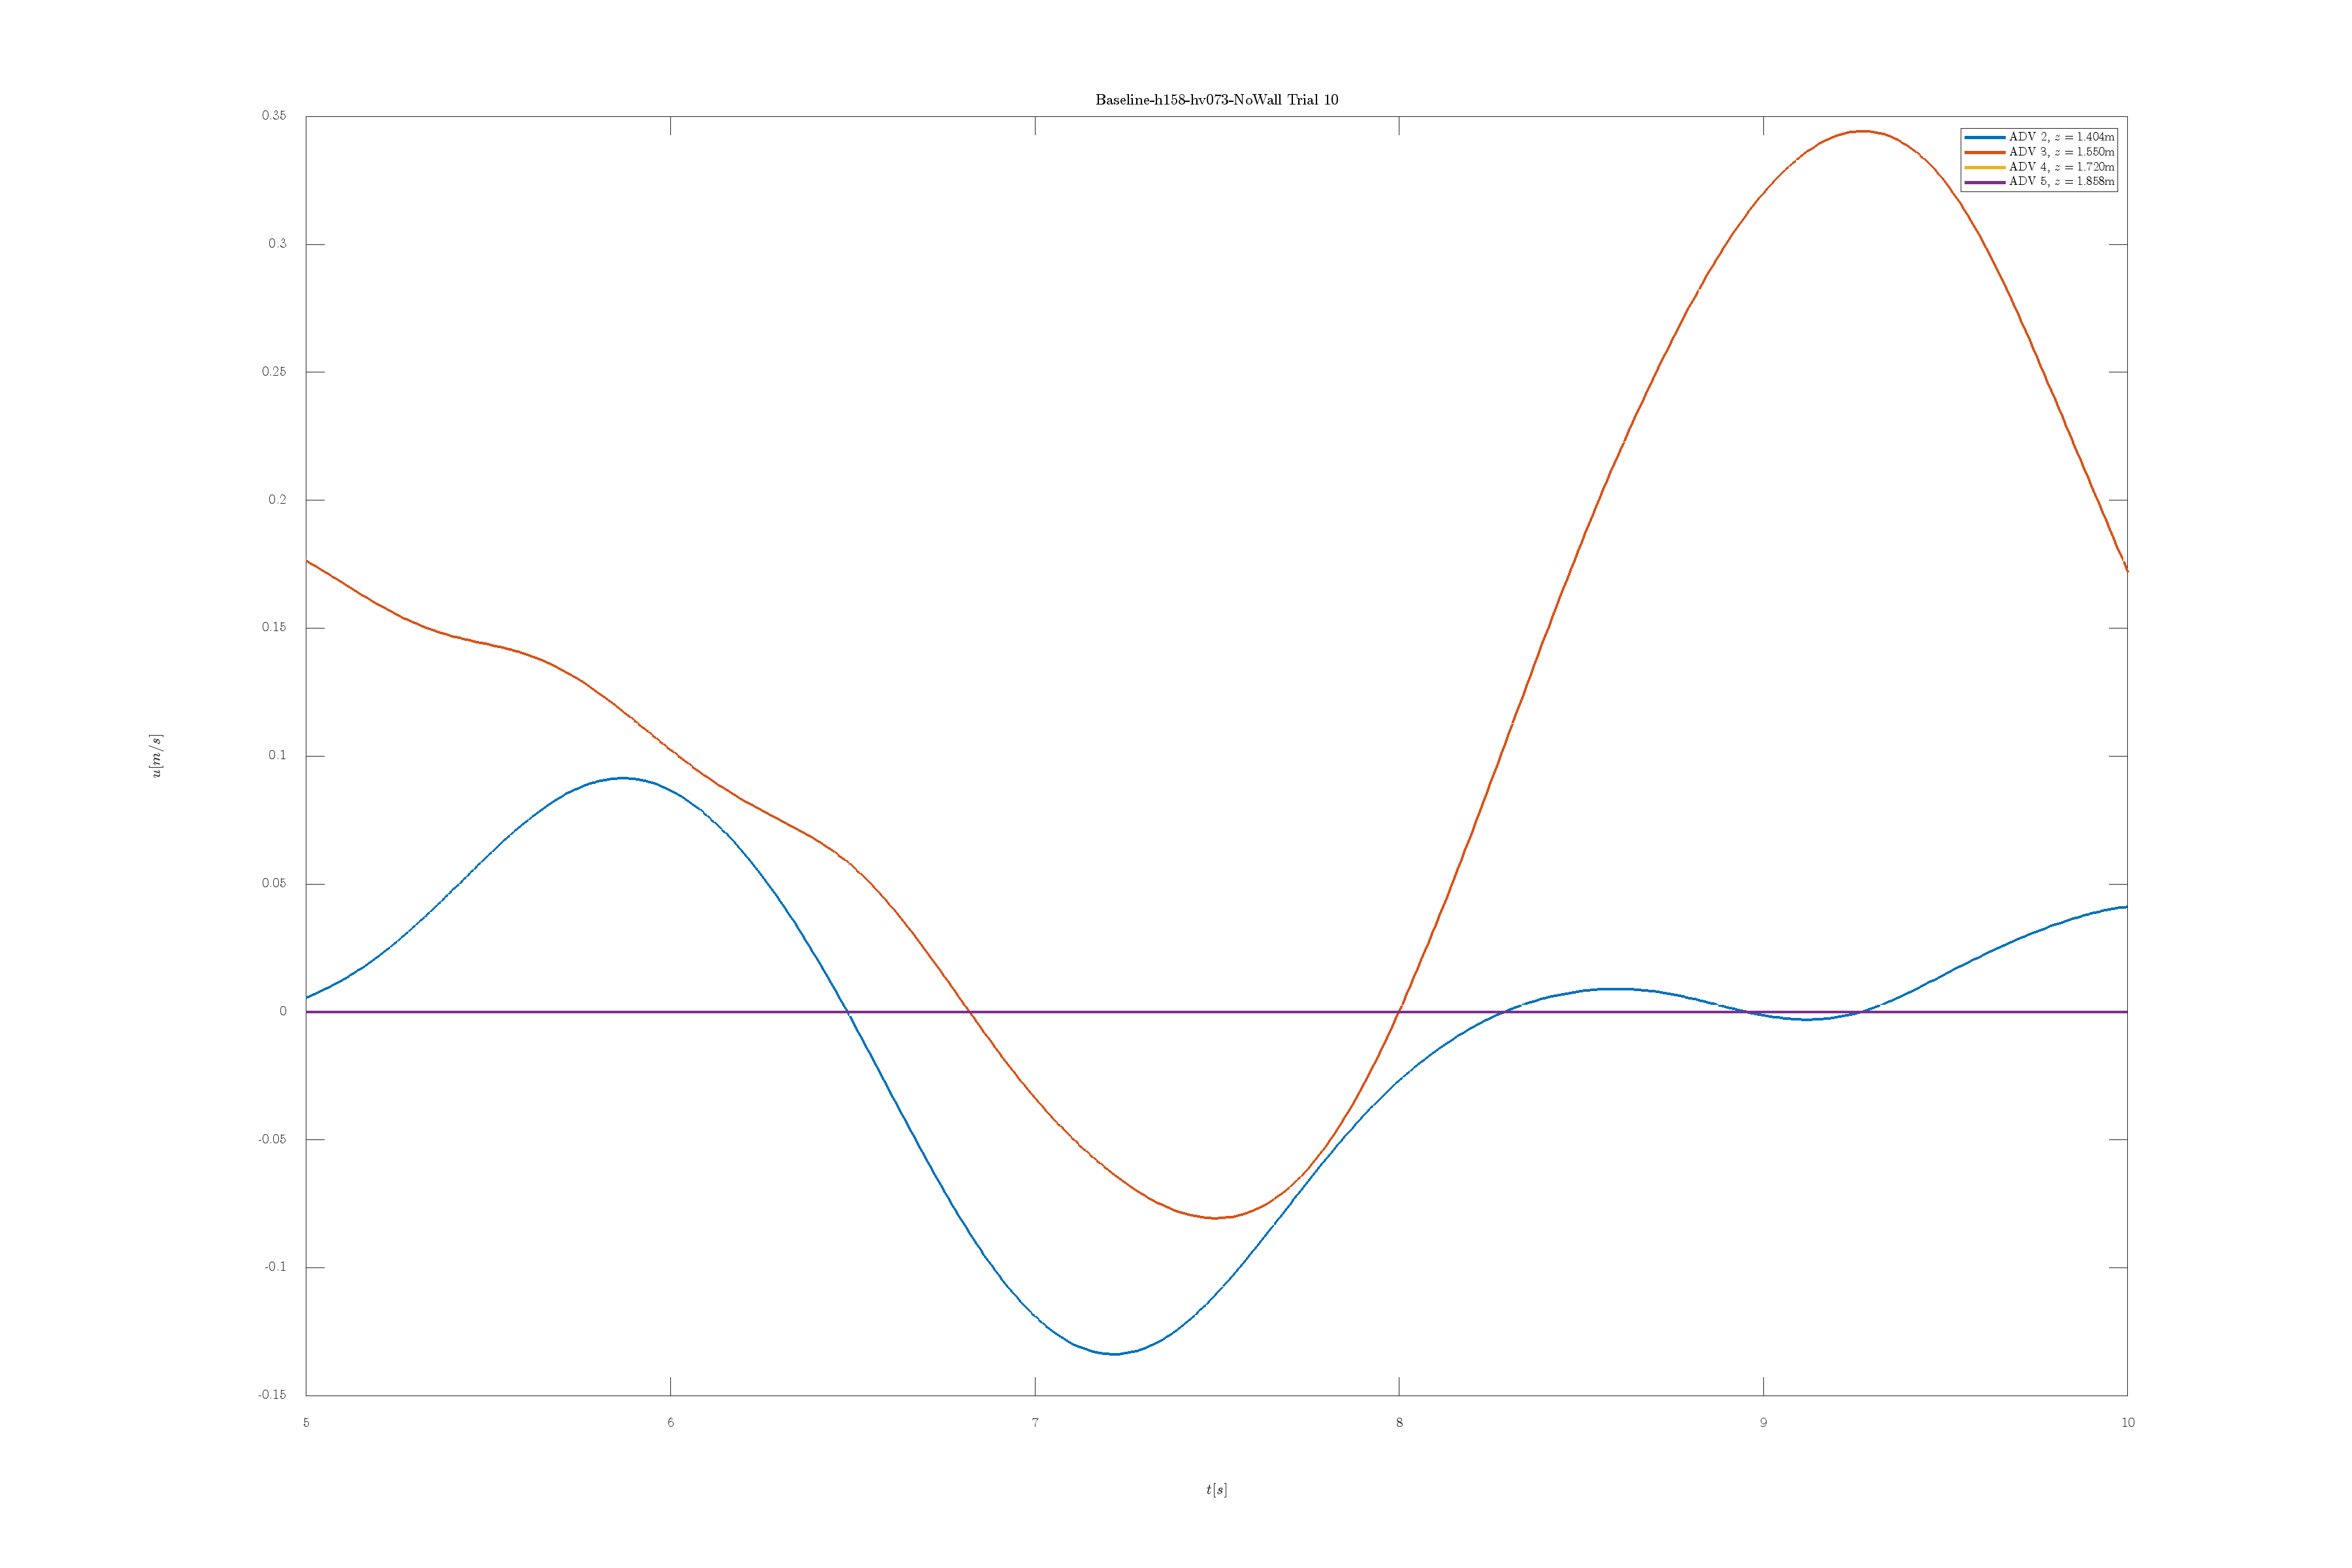 Baseline-h158-hv073-NoWall Trial 10
0.35
0.3
0.25
0.2
0.15
0.1
0.05
0
-0.05
-0.1
-0.15
u[m/s]
ADV 2, z = 1.404m
ADV 3, z = 1.550m
ADV 4, z = 1.720m
ADV 5, z = 1.858m
5 6 7 8 9 10
t[s]